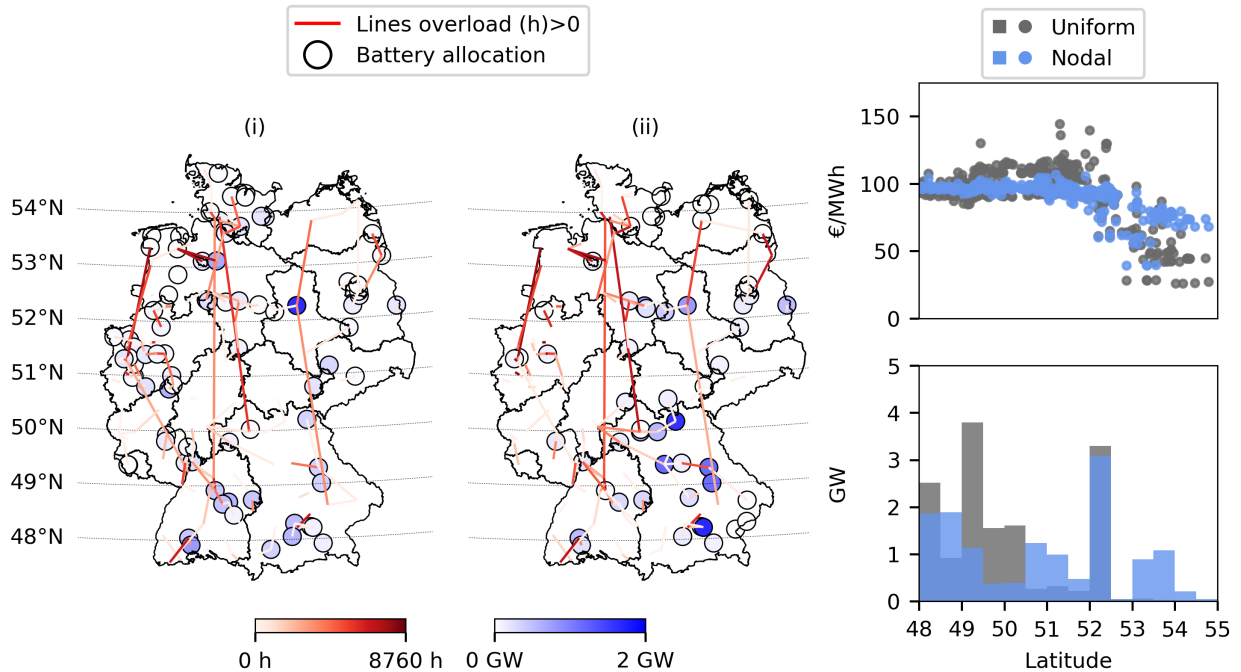 Lines overload (h)>0
Battery allocation
Uniform
Nodal
(i)
(ii)
54°N
53°N
52°N
51°N
50°N
49°N
48°N
0 h
8760 h
0 GW
2 GW
150
100
50
0
€/MWh
5
4
3
2
1
0
GW
48 49 50 51 52 53 54 55
Latitude